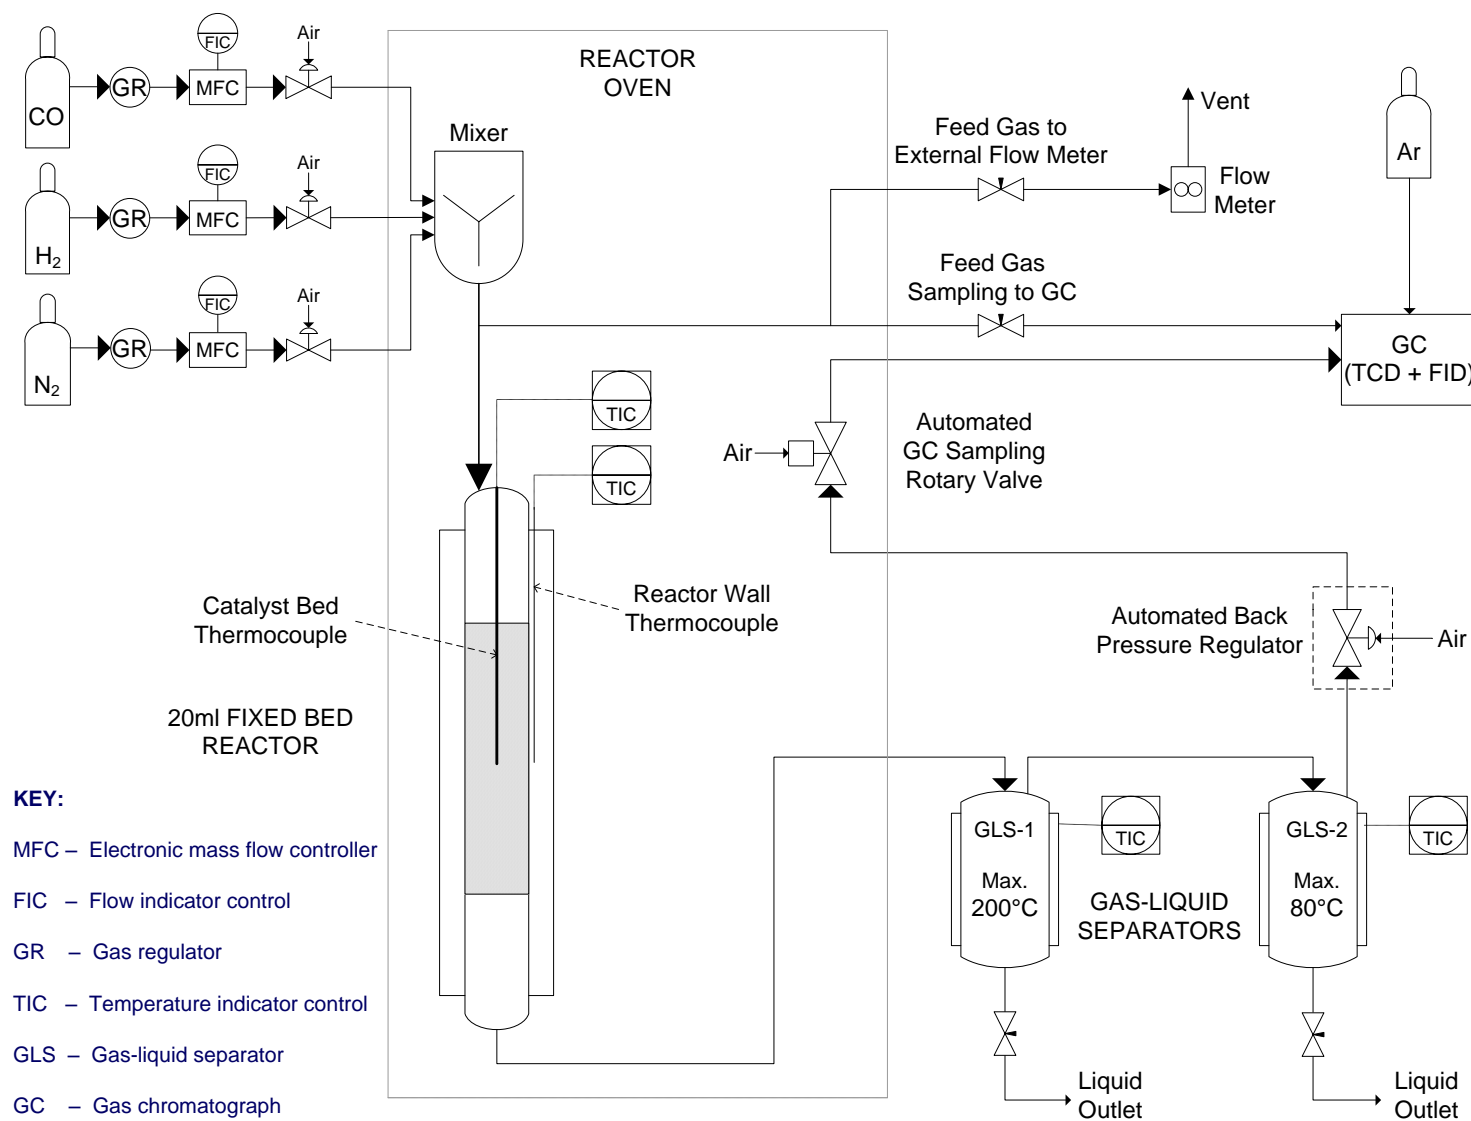 FIC
Air
REACTOR
OVEN
CO
GR
MFC
Mixer
Feed Gas to
External Flow Meter
Vent
Flow
Meter
Ar
FIC
Air
H2
GR
MFC
Feed Gas
Sampling to GC
FIC
Air
N2
GR
MFC
GC
(TCD + FID)
TIC
TIC
Air
Automated
GC Sampling
Rotary Valve
Catalyst Bed
Thermocouple
Reactor Wall
Thermocouple
Automated Back
Pressure Regulator
Air
20ml FIXED BED
REACTOR
GLS-1
Max.
200°C
TIC
GAS-LIQUID
SEPARATORS
GLS-2
Max.
80°C
TIC
Liquid
Outlet
Liquid
Outlet
KEY:
MFC – Electronic mass flow controller
FIC – Flow indicator control
GR – Gas regulator
TIC – Temperature indicator control
GLS – Gas-liquid separator
GC – Gas chromatograph